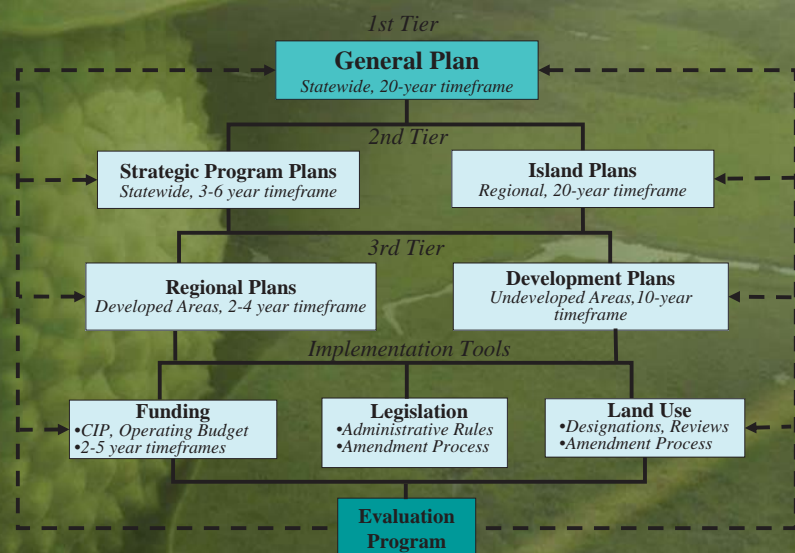 1st Tier
General Plan
Statewide, 20-year timeframe
2nd Tier
Strategic Program Plans
Statewide, 3-6 year timeframe
Island Plans
Regional, 20-year timeframe
3rd Tier
Regional Plans
Developed Areas, 2-4 year timeframe
Development Plans
Undeveloped Areas,10-year
timeframe
Implementation Tools
Funding
•CIP, Operating Budget
•2-5 year timeframes
Legislation
•Administrative Rules
•Amendment Process
Land Use
•Designations, Reviews
•Amendment Process
Evaluation
Program